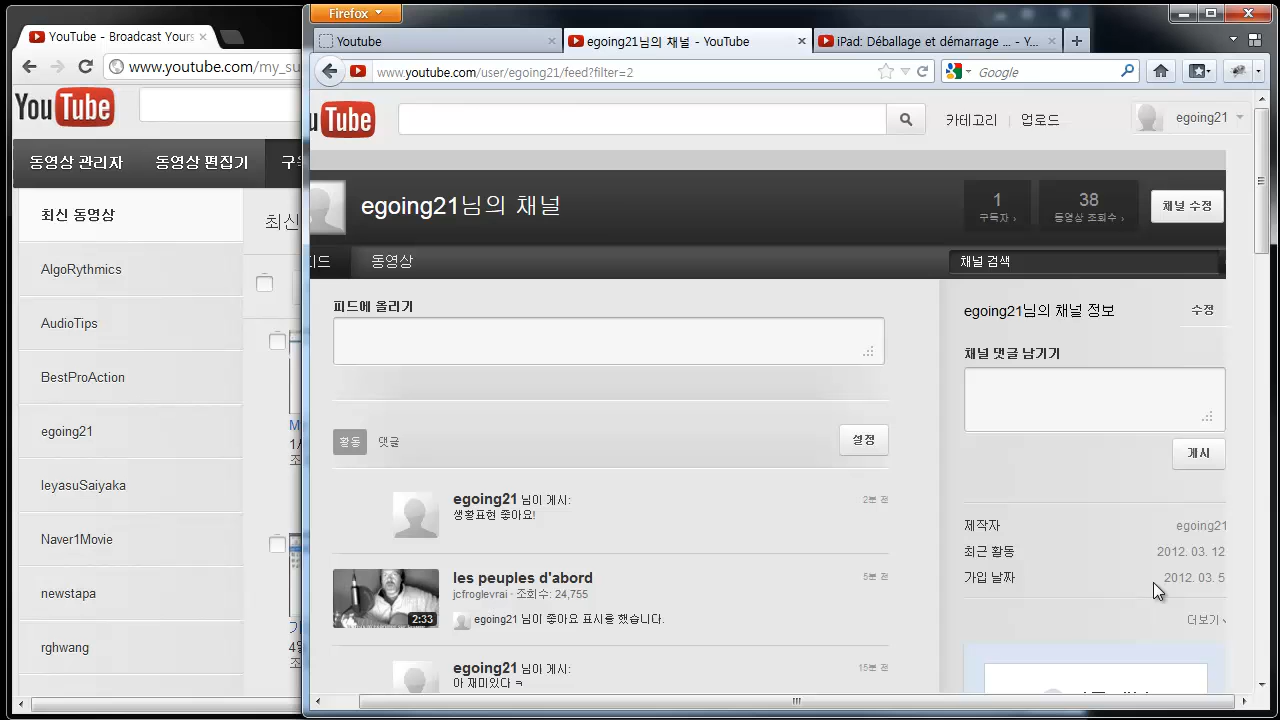 YouTube - Broadcast Yours
www.youtube.com/my_su
YouTube
동영상 관리자
동영상 편집기
최신 동영상
최신
AlgoRythmics
AudioTips
BestProAction
egoing21
IeyasuSaiyaka
Naver1Movie
newstapa
rghwang
Firefox
Youtube
egoing21님의 채널 - YouTube
iPad: Déballage et démarrage ... - Y...
www.youtube.com/user/egoing21/feed?filter=2
Google
Tube
카테고리
업로드
egoing21
egoing21님의 채널
1
구독자 ›
38
동영상 조회수 ›
채널 수정
동영상
채널 검색
피드에 올리기
egoing21님의 채널 정보
수정
채널 댓글 남기기
게시
활동
댓글
설정
egoing21 님이 게시:
2분 전
생활표현 좋아요!
les peuples d'abord
5분 전
jcfroglevrai · 조회수: 24,755
2:33
egoing21 님이 좋아요 표시를 했습니다.
egoing21 님이 게시:
15분 전
아 재미있다 ㅋ
제작자
egoing21
최근 활동
2012. 03. 12
가입 날짜
2012. 03. 5
더보기